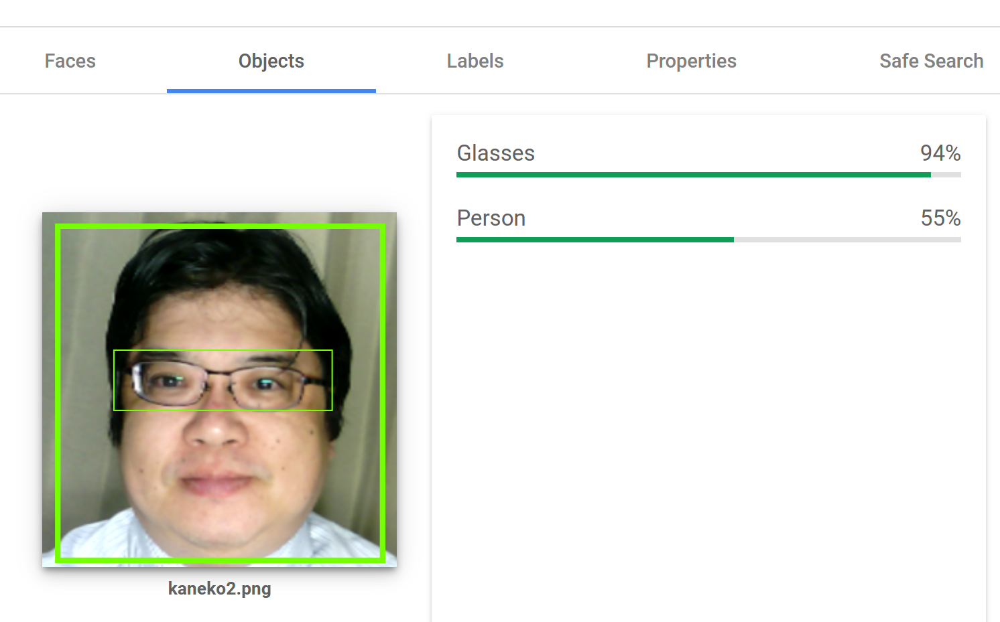 Faces Objects Labels Properties Safe Search
Glasses 94%
Person 55%
kaneko2.png